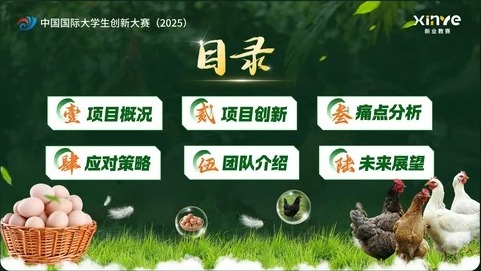 中国国际大学生创新大赛（2025）
xinye
新业教赛
目录
壹 项目概况
贰 项目创新
叁 痛点分析
肆 应对策略
伍 团队介绍
陆 未来展望